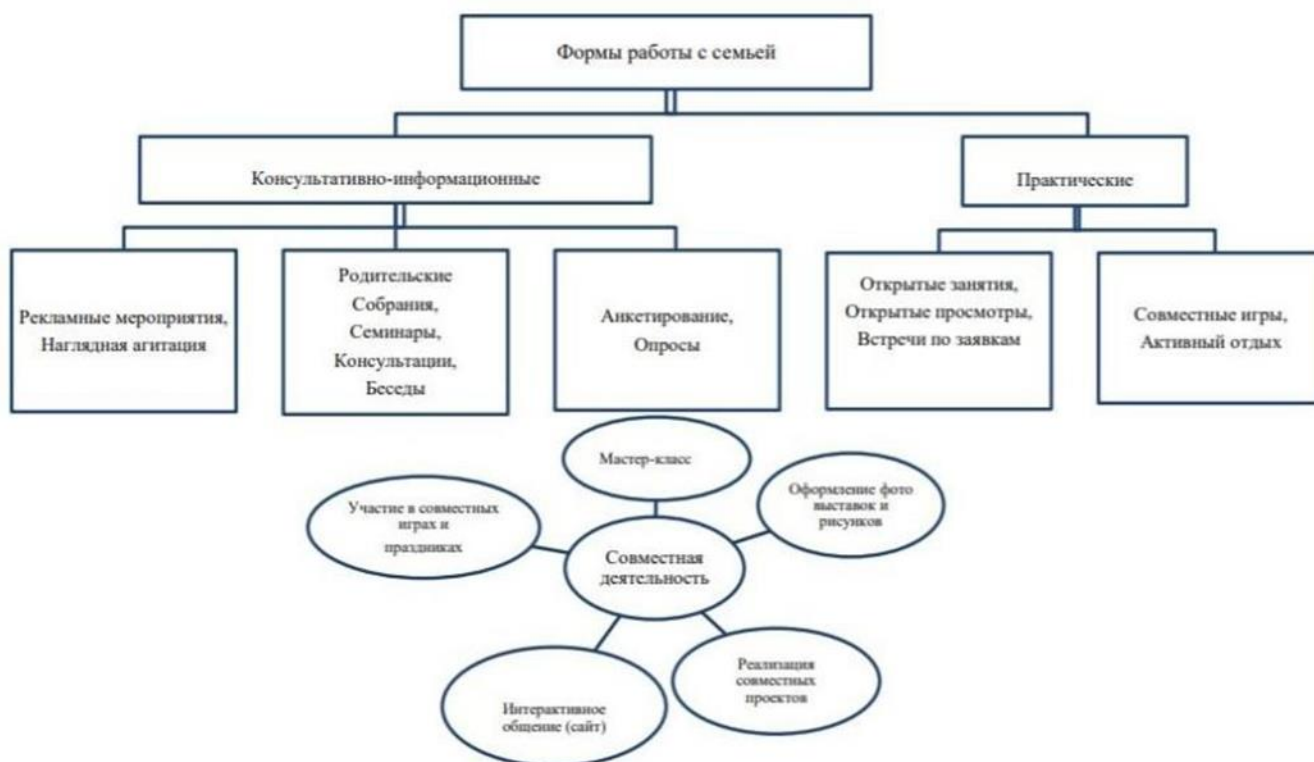 Формы работы с семьей
Консультативно-информационные
Практические
Рекламные мероприятия,
Наглядная агитация
Родительские
Собрания,
Семинары,
Консультации,
Беседы
Анкетирование,
Опросы
Открытые занятия,
Открытые просмотры,
Встречи по заявкам
Совместные игры,
Активный отдых
Мастер-класс
Участие в совместных
играх и
праздниках
Оформление фото
выставок и
рисунков
Совместная
деятельность
Интерактивное
общение (сайт)
Реализация
совместных
проектов